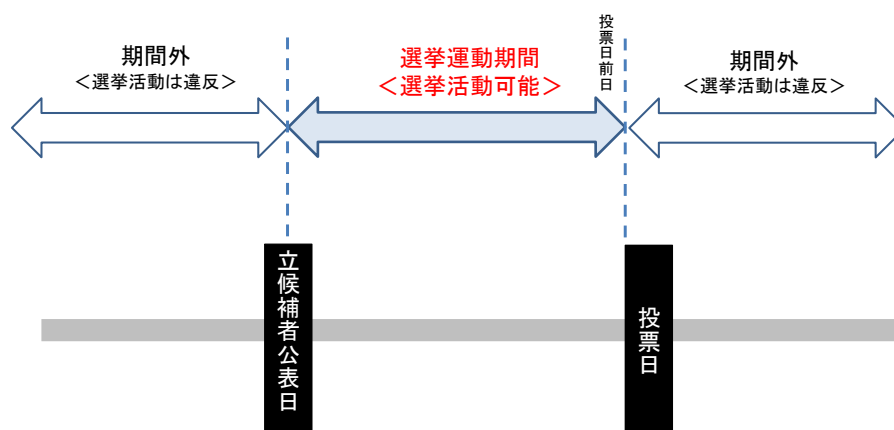 期間外
＜選挙活動は違反＞
選挙運動期間
＜選挙活動可能＞
投票日前日
期間外
＜選挙活動は違反＞
立候補者公表日
投票日